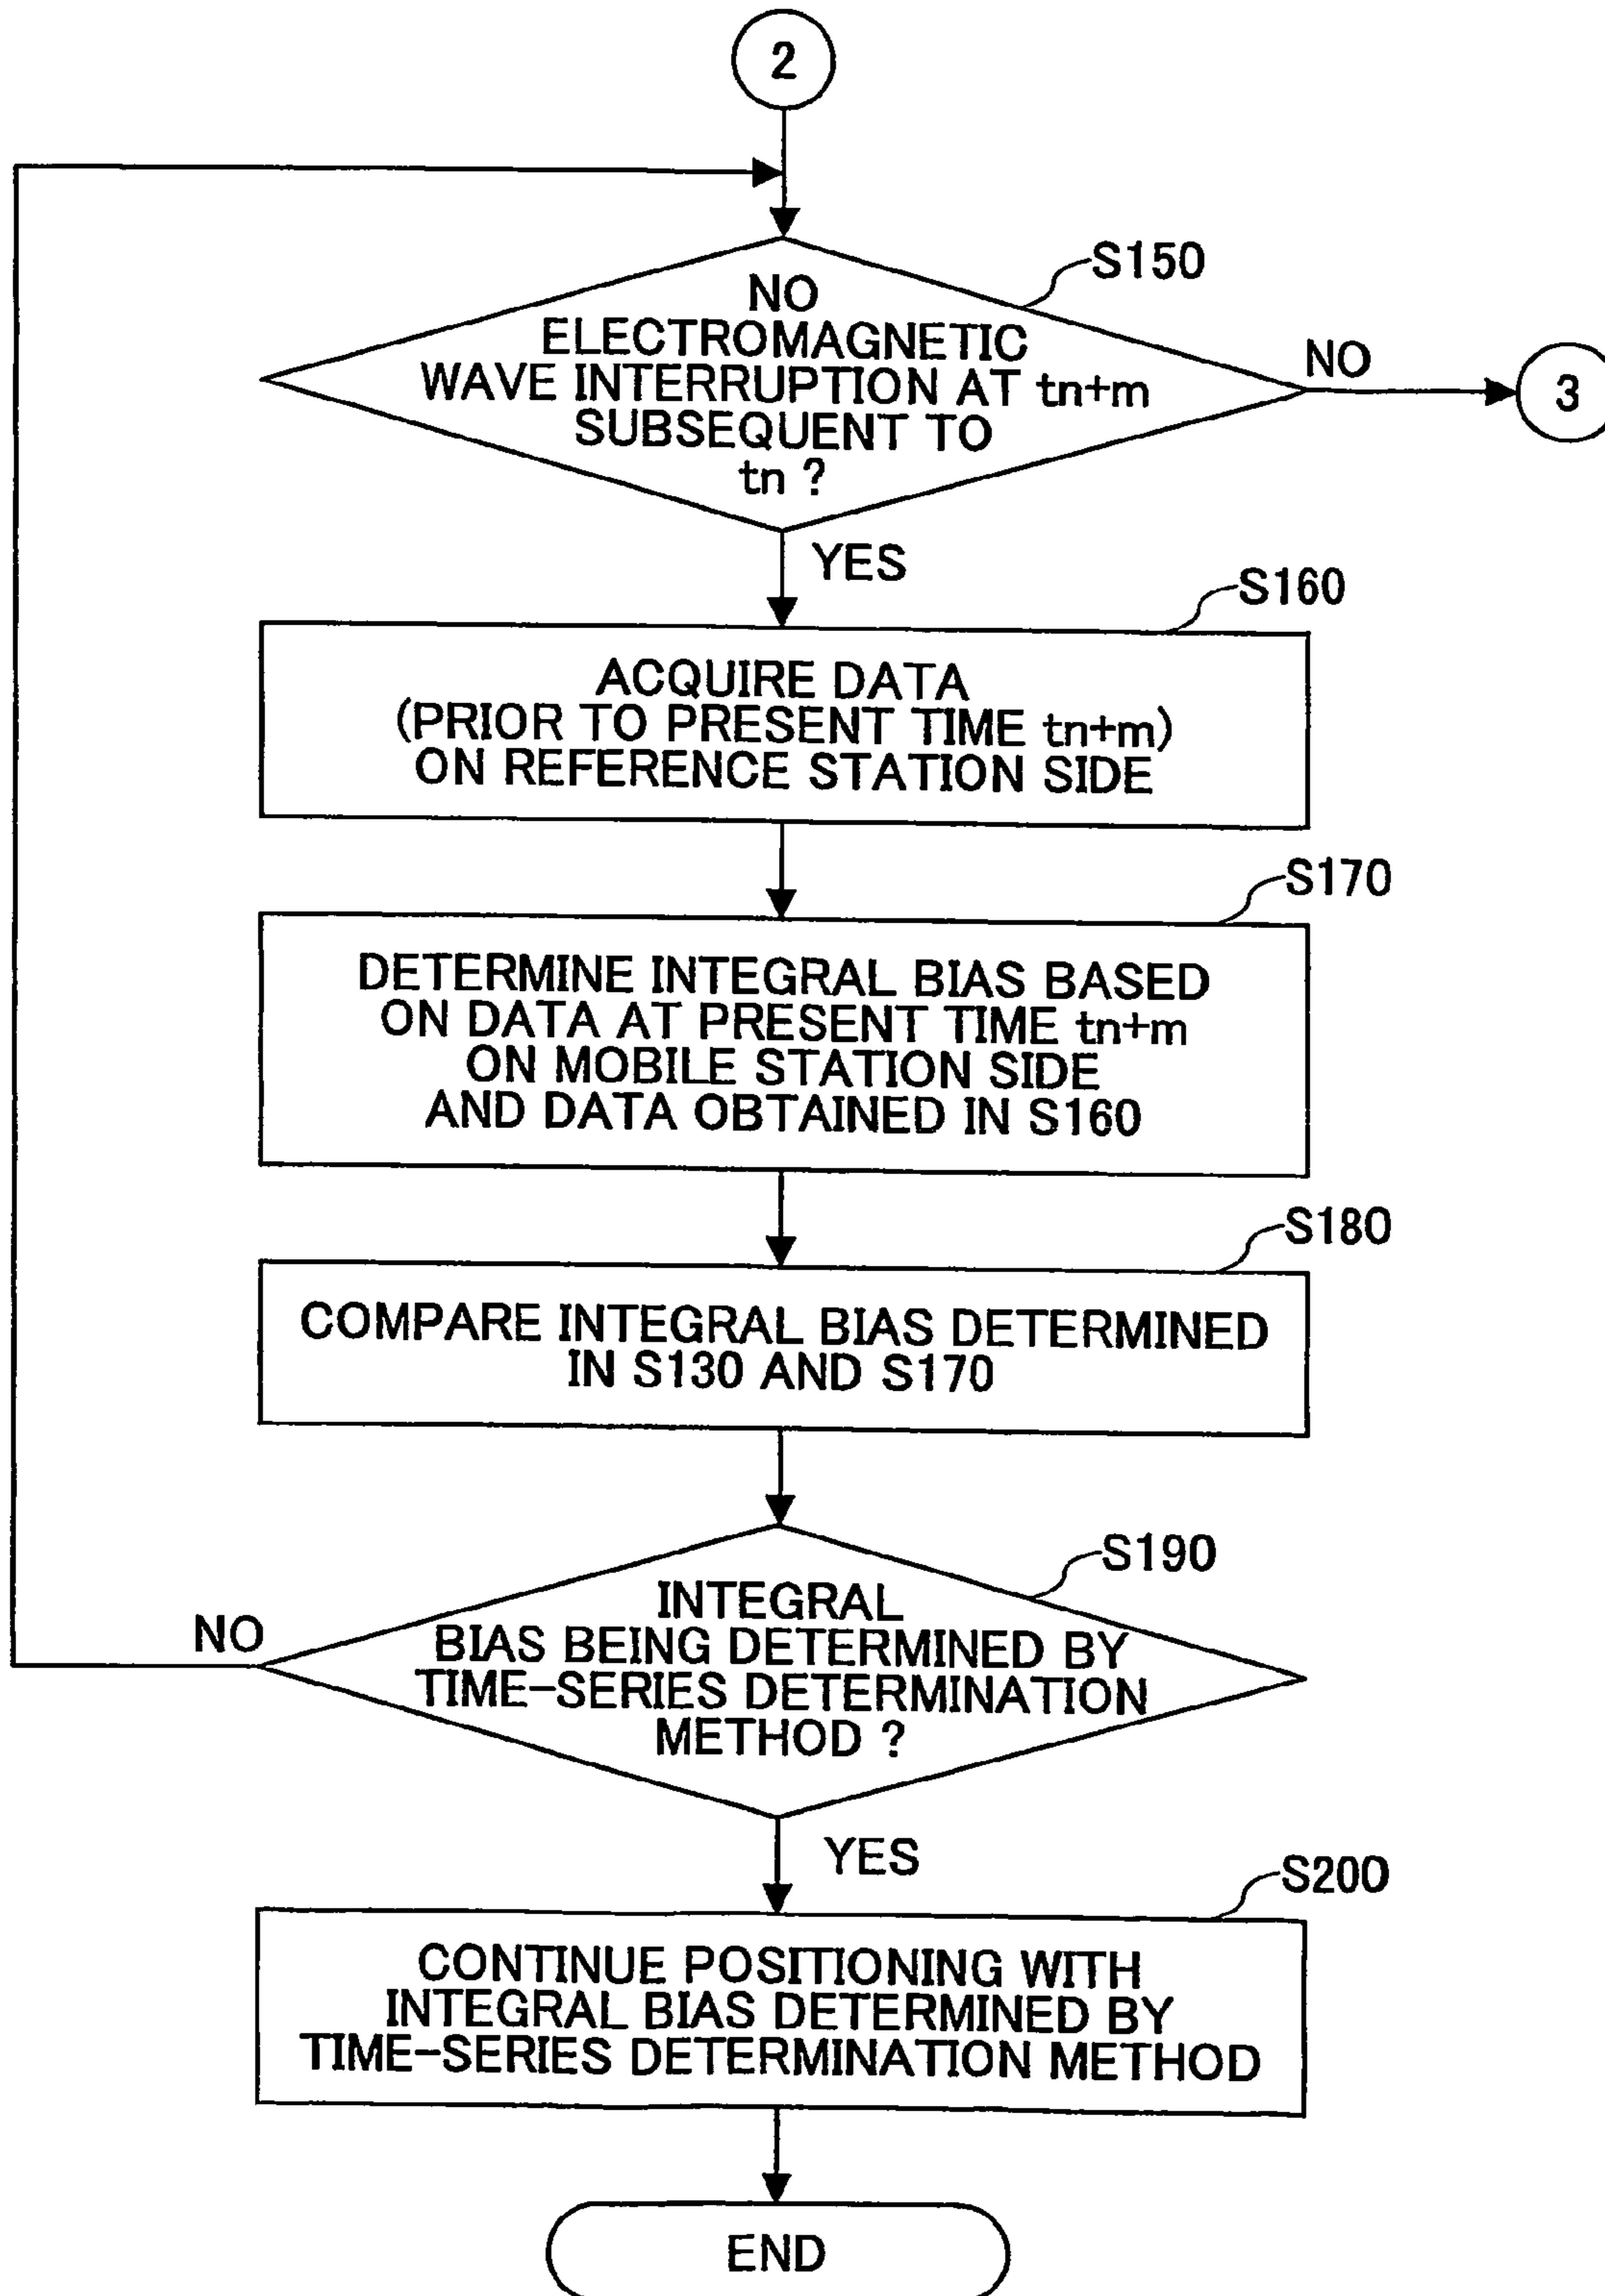 2
S150
NO
ELECTROMAGNETIC
WAVE INTERRUPTION AT tn+m
SUBSEQUENT TO
tn ?
NO
3
YES
S160
ACQUIRE DATA
(PRIOR TO PRESENT TIME tn+m)
ON REFERENCE STATION SIDE
S170
DETERMINE INTEGRAL BIAS BASED
ON DATA AT PRESENT TIME tn+m
ON MOBILE STATION SIDE
AND DATA OBTAINED IN S160
S180
COMPARE INTEGRAL BIAS DETERMINED
IN S130 AND S170
S190
NO
INTEGRAL
BIAS BEING DETERMINED BY
TIME-SERIES DETERMINATION
METHOD ?
YES
S200
CONTINUE POSITIONING WITH
INTEGRAL BIAS DETERMINED BY
TIME-SERIES DETERMINATION METHOD
END